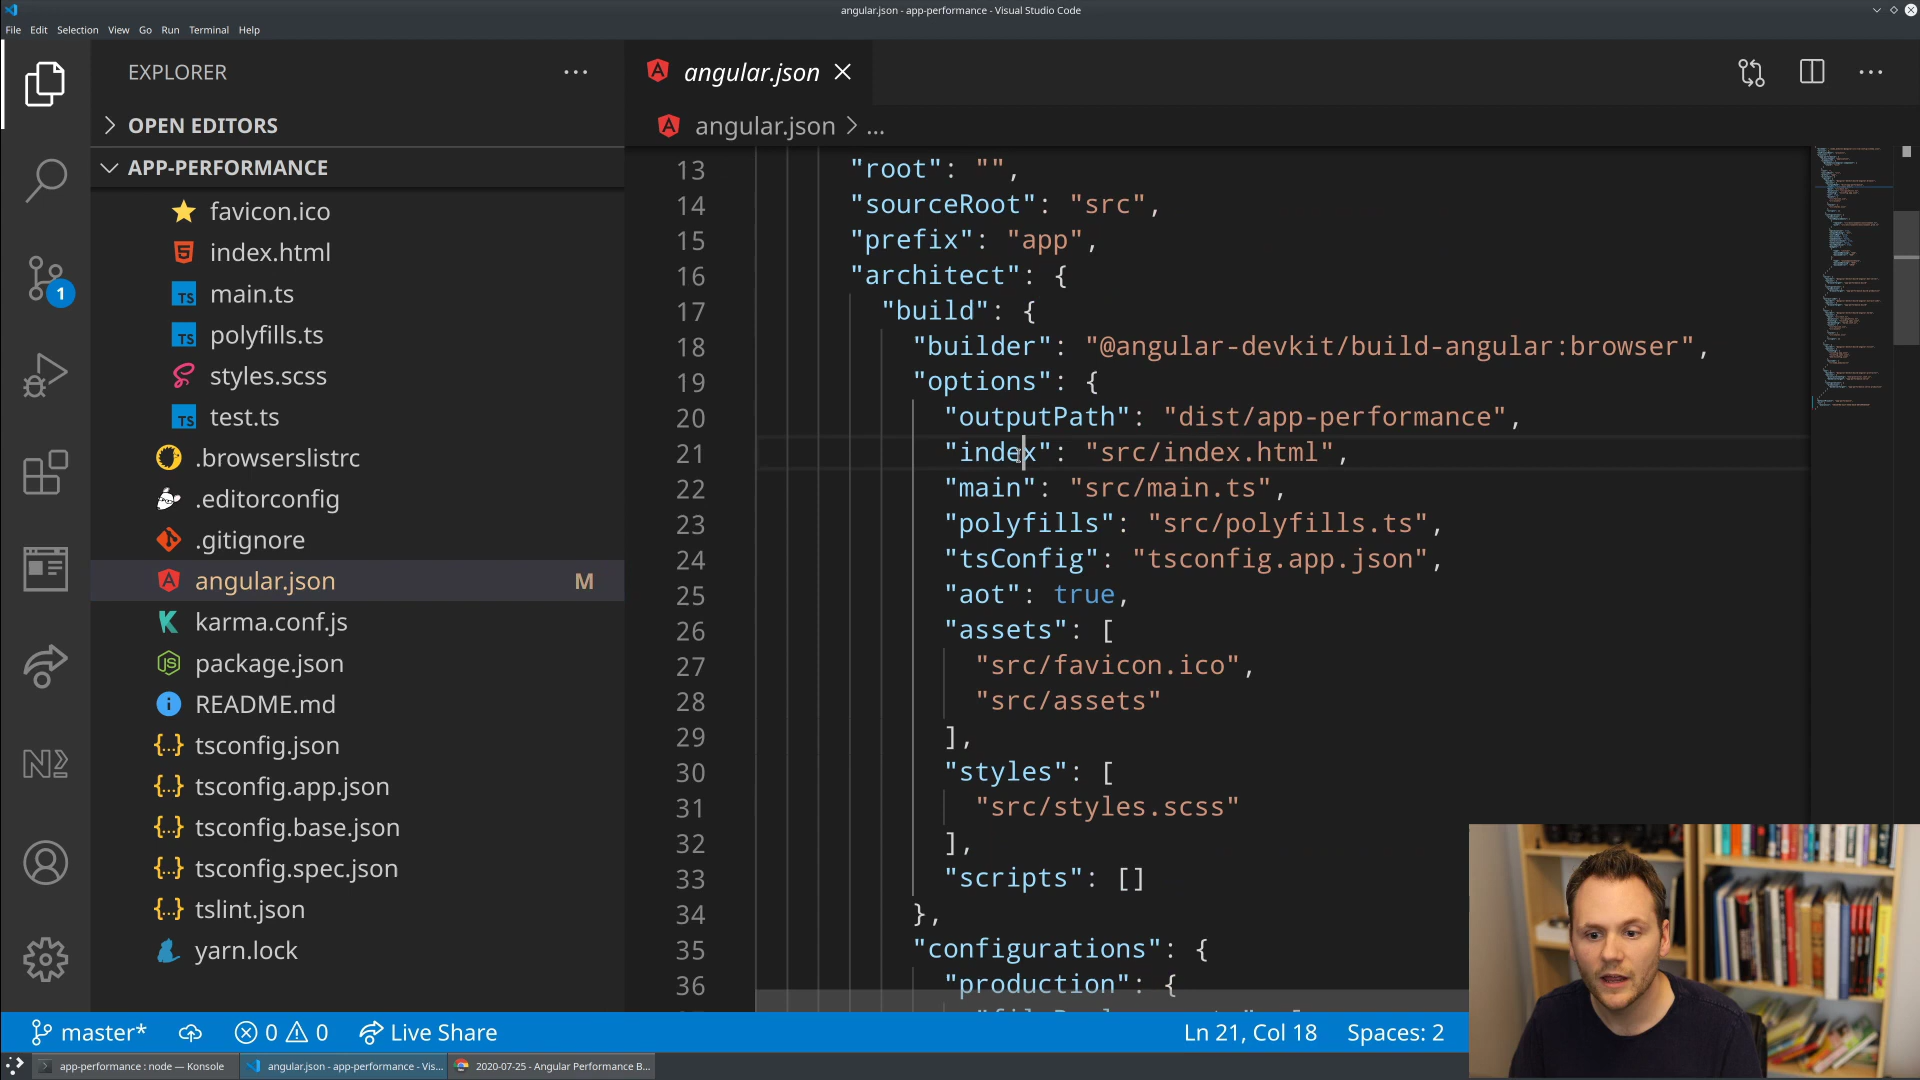 angular.json - app-performance - Visual Studio Code
File Edit Selection View Go Run Terminal Help
EXPLORER
OPEN EDITORS
APP-PERFORMANCE
favicon.ico
index.html
main.ts
polyfills.ts
styles.scss
test.ts
.browserslistrc
.editorconfig
.gitignore
angular.json M
karma.conf.js
package.json
README.md
tsconfig.json
tsconfig.app.json
tsconfig.base.json
tsconfig.spec.json
tslint.json
yarn.lock
1
angular.json
angular.json > ...
13 "root": "",
14 "sourceRoot": "src",
15 "prefix": "app",
16 "architect": {
17 "build": {
18 "builder": "@angular-devkit/build-angular:browser",
19 "options": {
20 "outputPath": "dist/app-performance",
21 "index": "src/index.html",
22 "main": "src/main.ts",
23 "polyfills": "src/polyfills.ts",
24 "tsConfig": "tsconfig.app.json",
25 "aot": true,
26 "assets": [
27 "src/favicon.ico",
28 "src/assets"
29 ],
30 "styles": [
31 "src/styles.scss"
32 ],
33 "scripts": []
34 },
35 "configurations": {
36 "production": {
master* 0 0 Live Share Ln 21, Col 18 Spaces: 2
app-performance : node — Konsole angular.json - app-performance - Vis... 2020-07-25 - Angular Performance B...